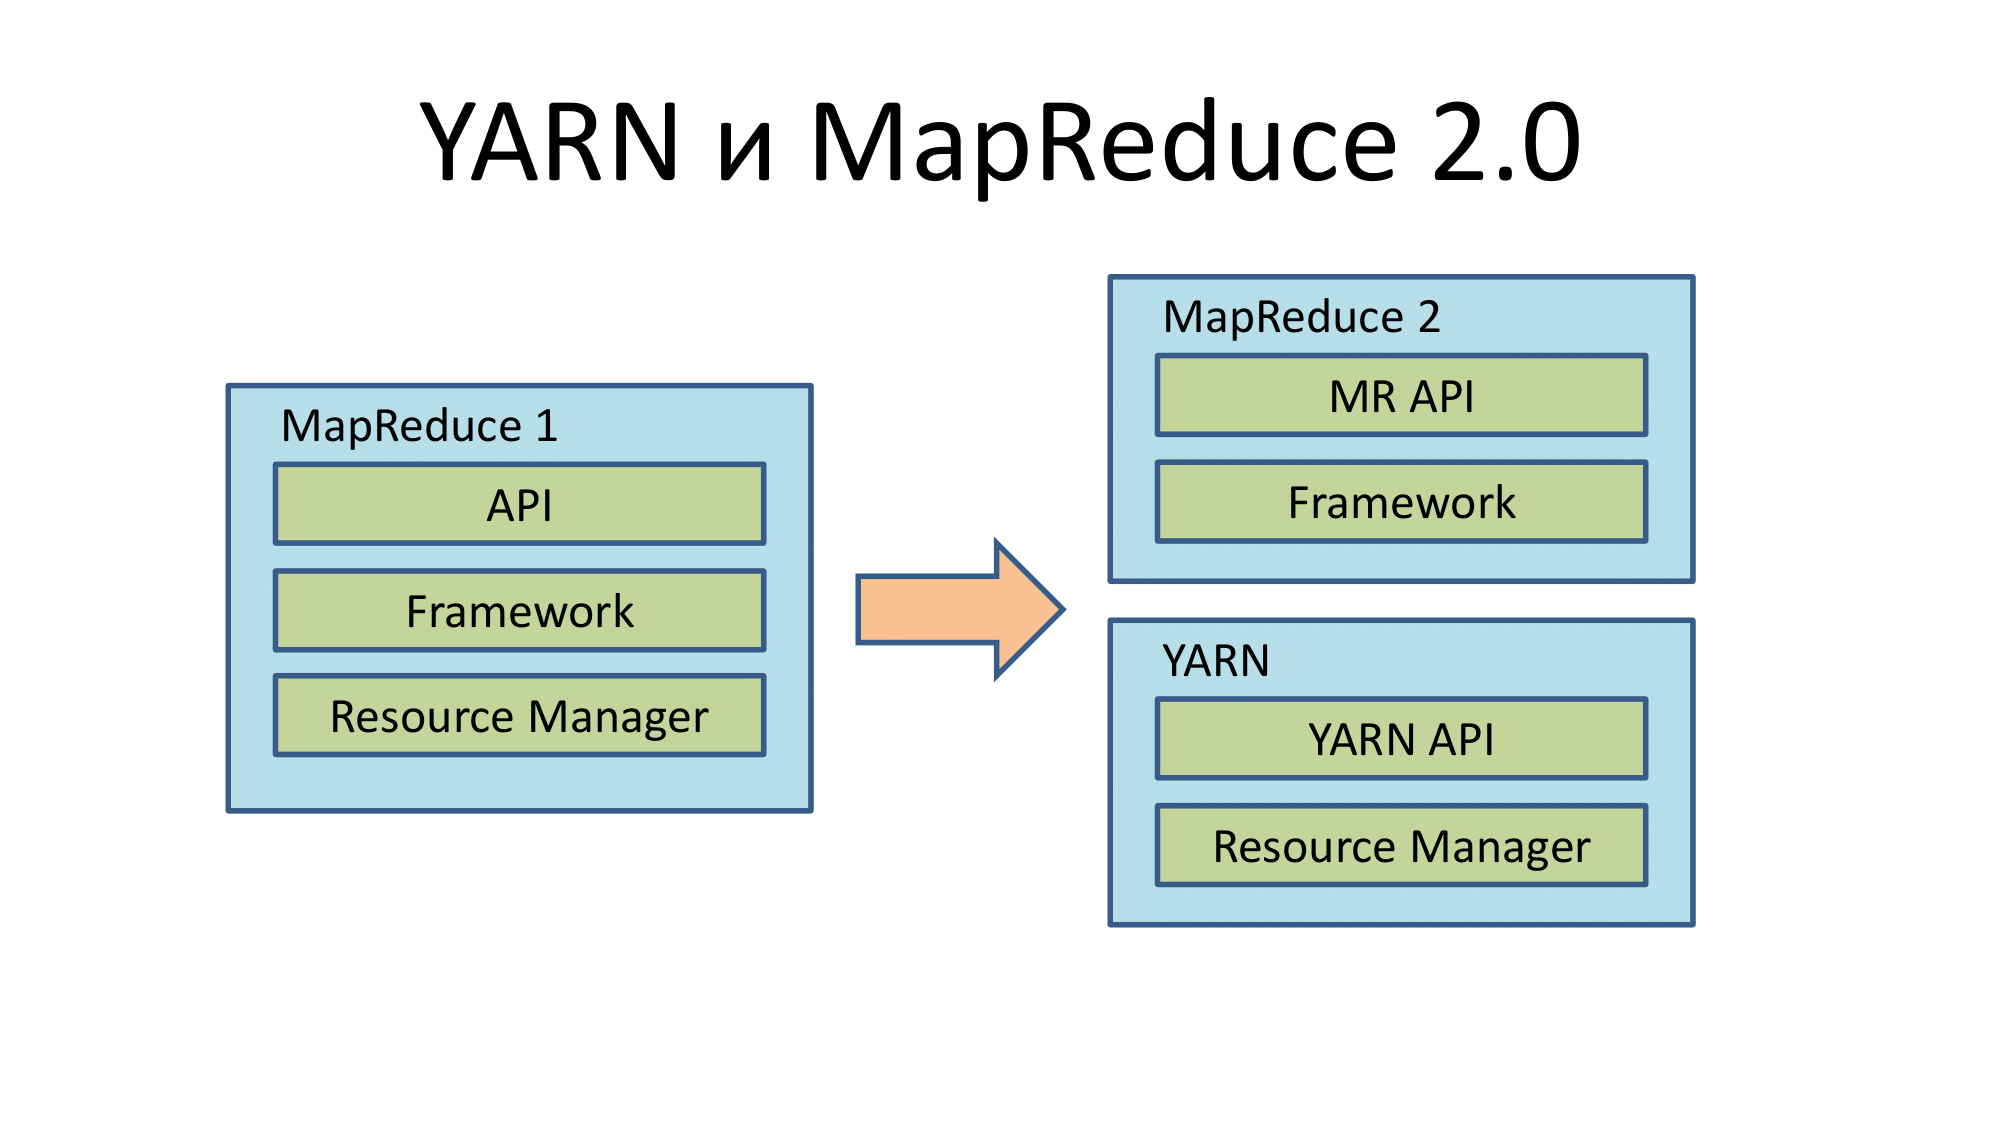 YARN и MapReduce 2.0
MapReduce 1
API
Framework
Resource Manager
MapReduce 2
MR API
Framework
YARN
YARN API
Resource Manager